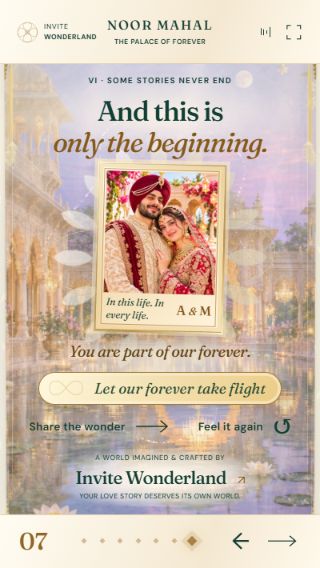 INVITE
WONDERLAND
NOOR MAHAL
THE PALACE OF FOREVER
VI · SOME STORIES NEVER END
And this is
only the beginning.
In this life. In
every life.
A & M
You are part of our forever.
Let our forever take flight
Share the wonder
Feel it again
A WORLD IMAGINED & CRAFTED BY
Invite Wonderland
YOUR LOVE STORY DESERVES ITS OWN WORLD.
07